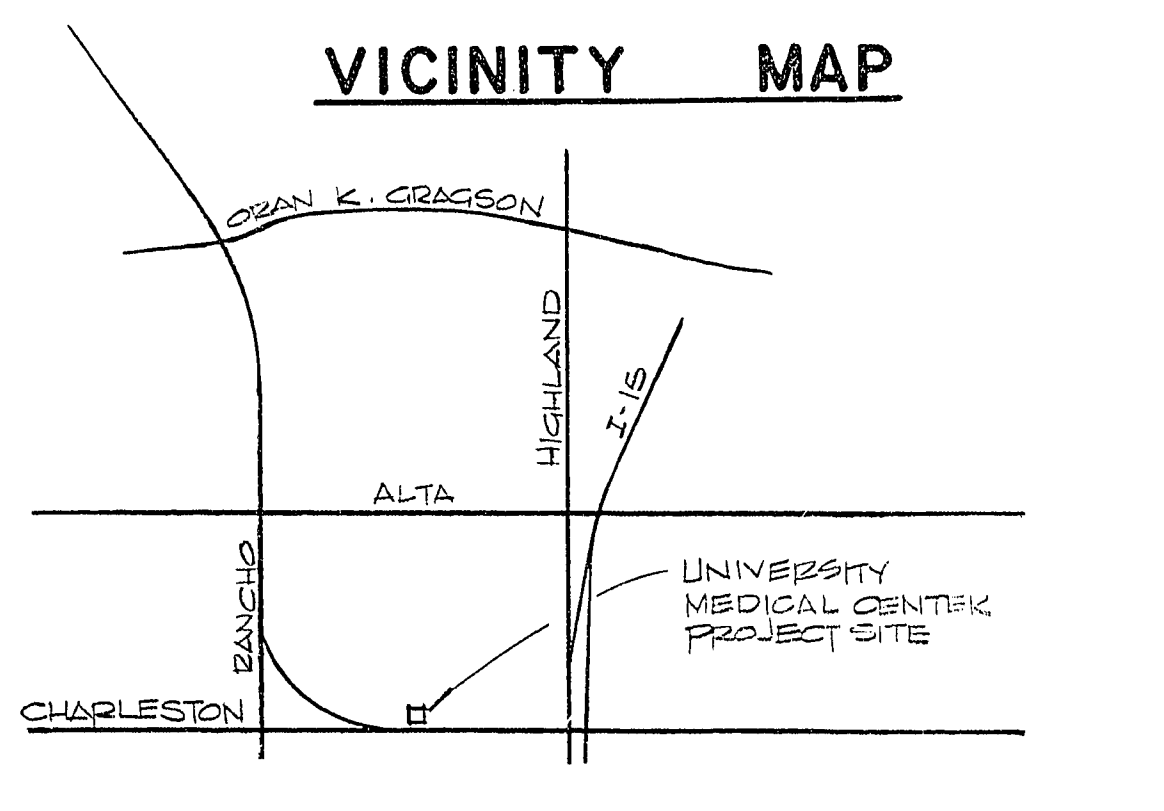 VICINITY MAP
ORAN K. GRAGSON
HIGHLAND
I-15
ALTA
RANCHO
UNIVERSITY
MEDICAL CENTER
PROJECT SITE
CHARLESTON